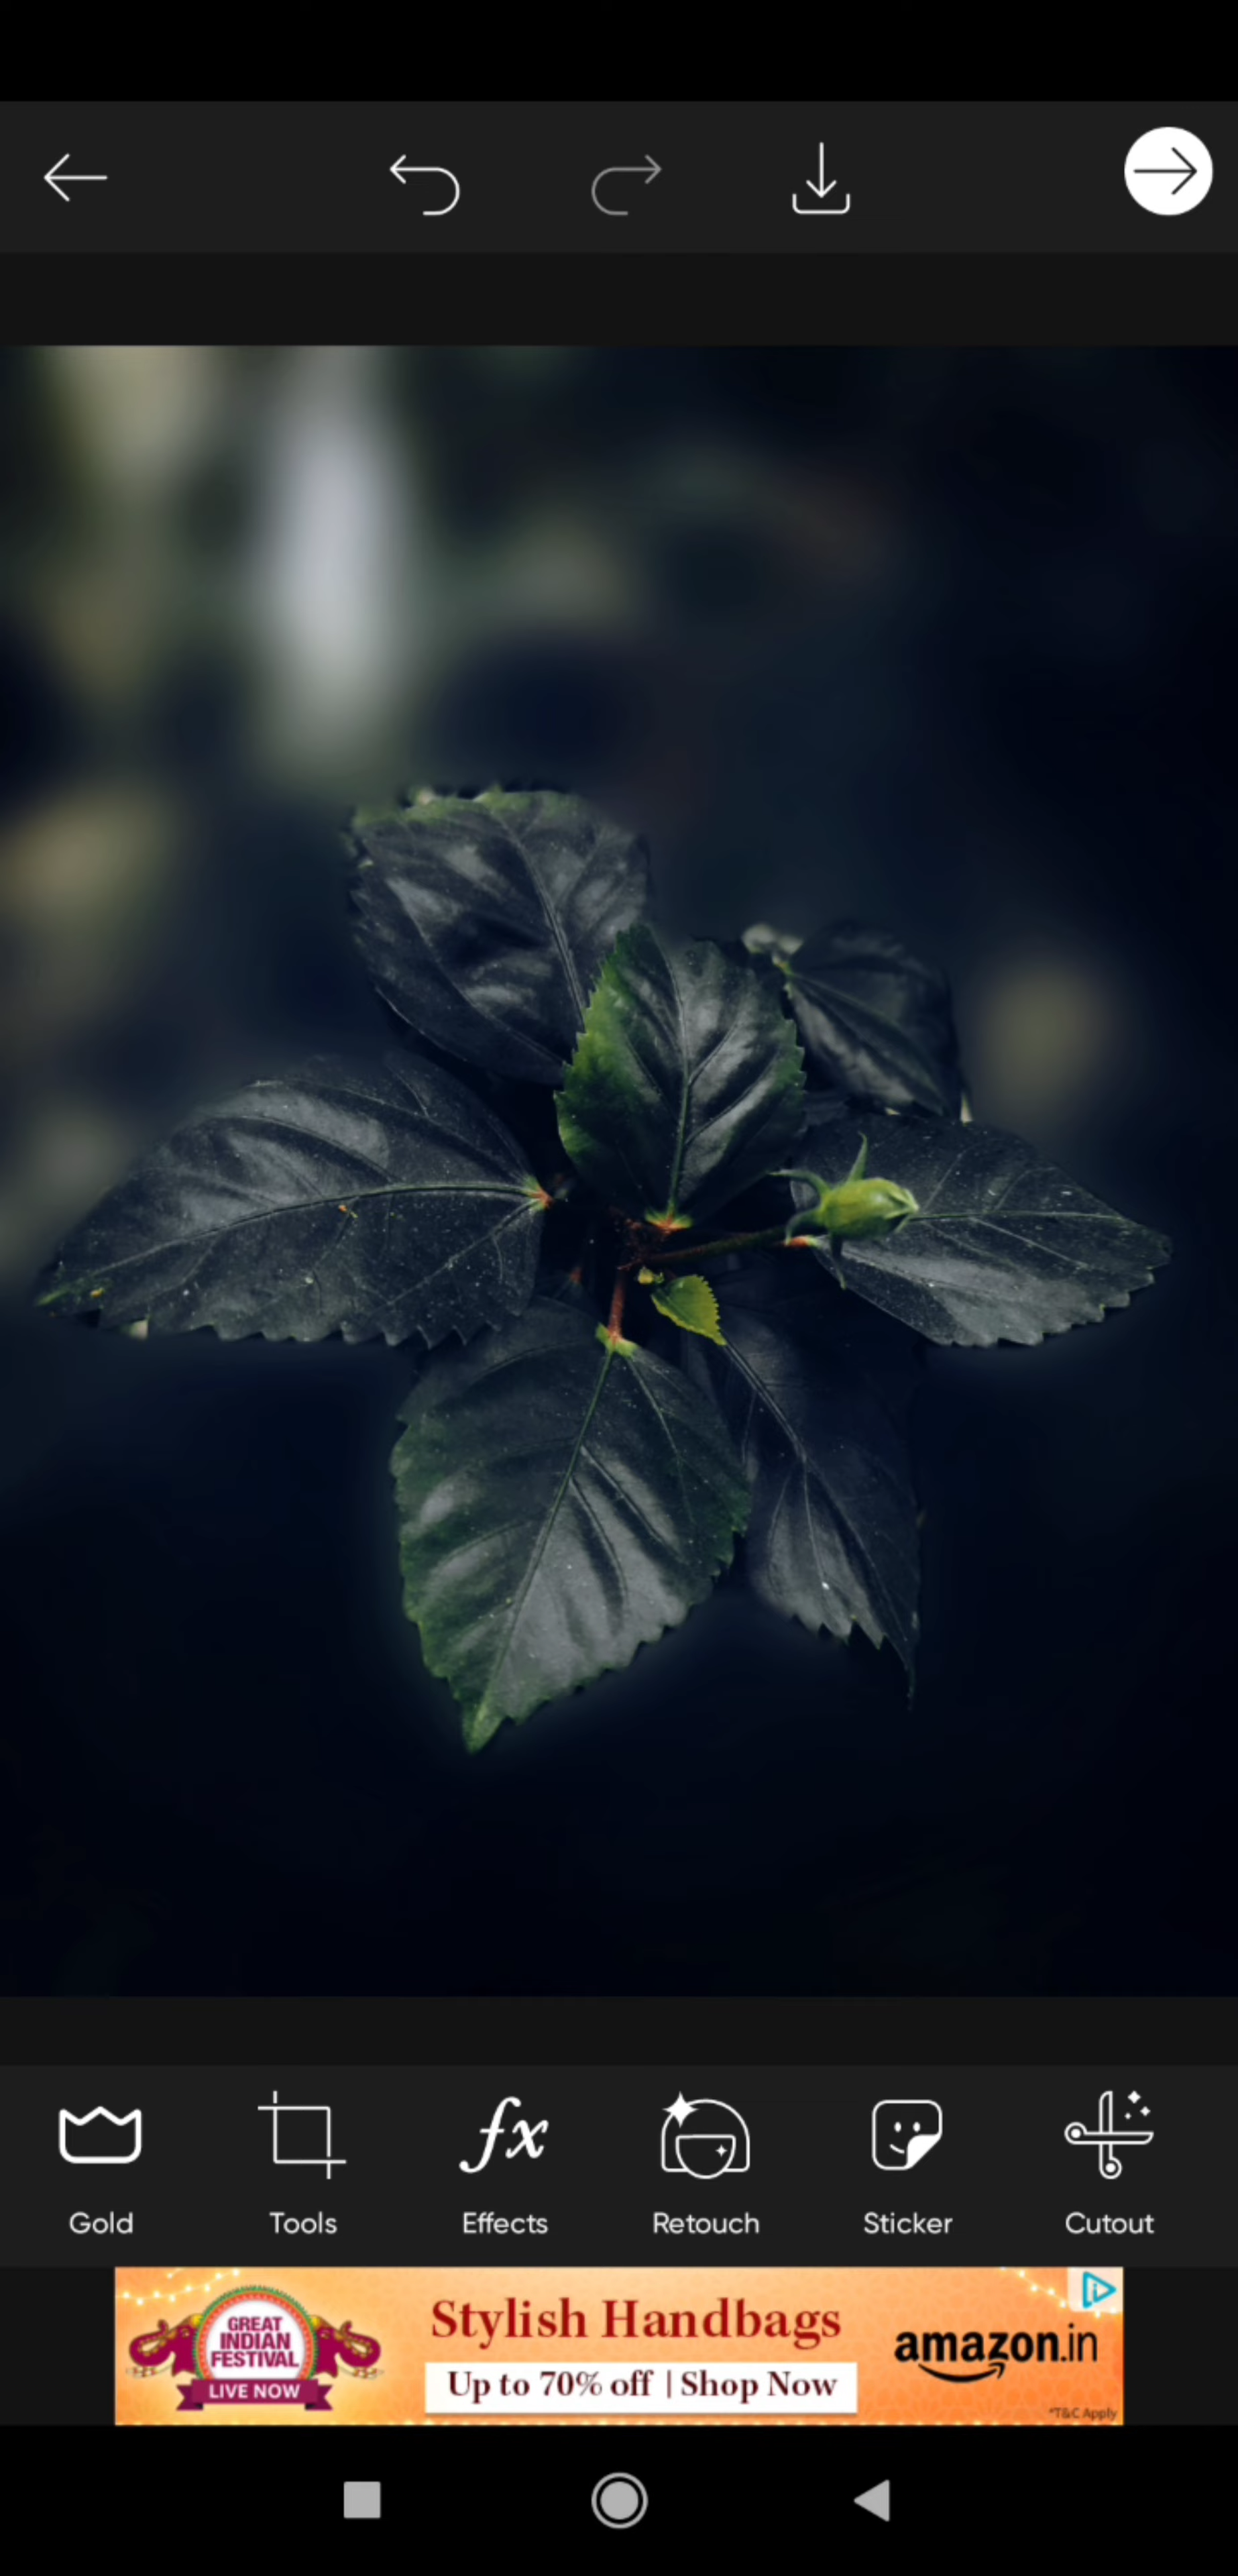 Gold
Tools
fx
Effects
Retouch
Sticker
Cutout
GREAT
INDIAN
FESTIVAL
LIVE NOW
Stylish Handbags
Up to 70% off | Shop Now
amazon.in
*T&C Apply